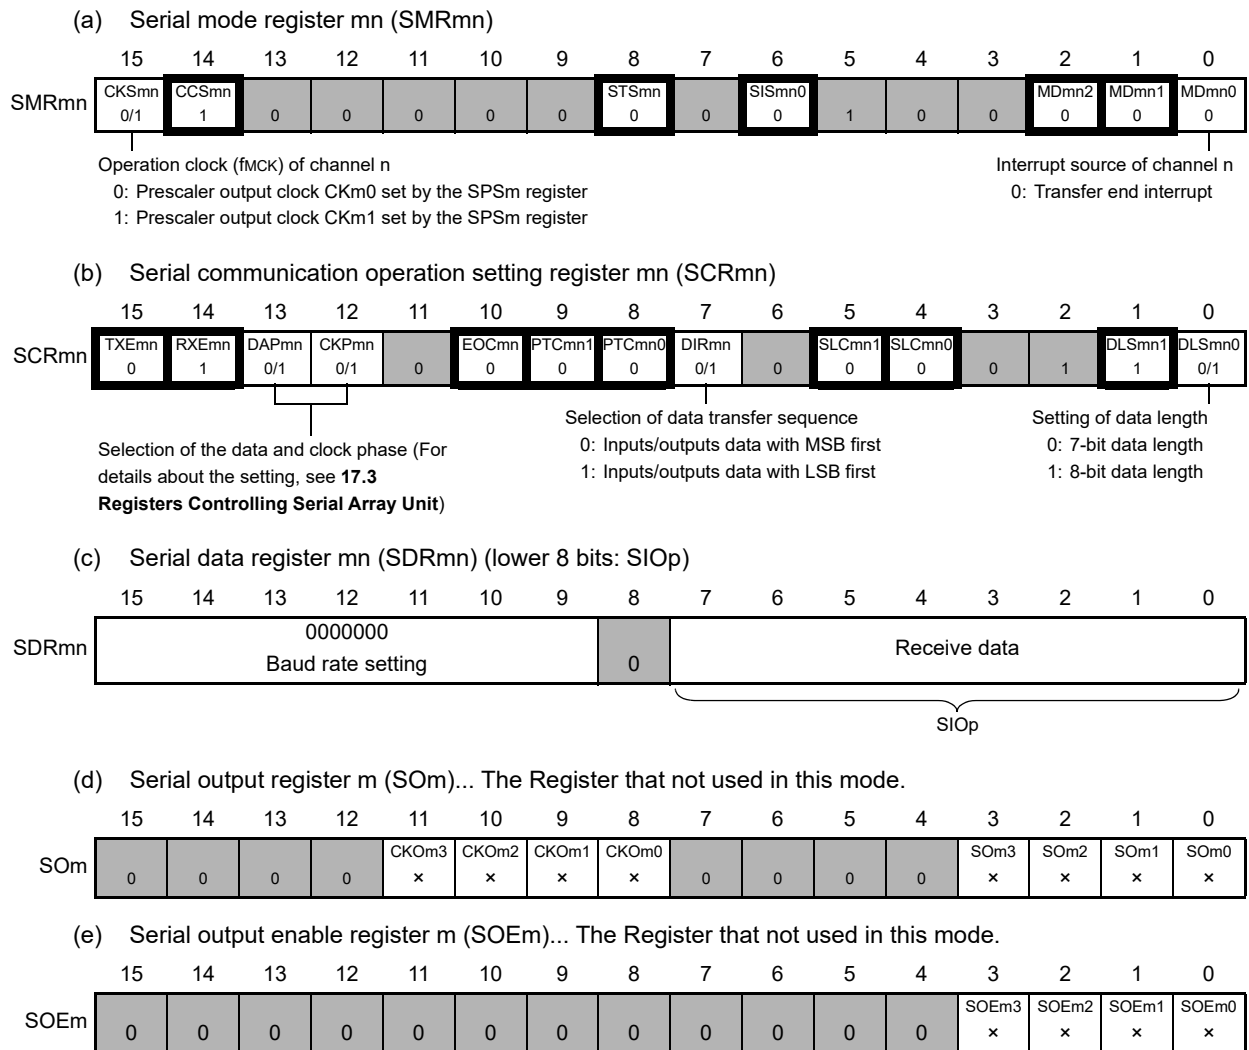 (a) Serial mode register mn (SMRmn)
15 14 13 12 11 10 9 8 7 6 5 4 3 2 1 0
SMRmn
CKSmn CCSmn STSmn SISmn0 MDmn2 MDmn1 MDmn0
0/1 1 0 0 0 0 0 0 0 0 1 0 0 0 0 0
Operation clock (fMCK) of channel n
0: Prescaler output clock CKm0 set by the SPSm register
1: Prescaler output clock CKm1 set by the SPSm register
Interrupt source of channel n
0: Transfer end interrupt
(b) Serial communication operation setting register mn (SCRmn)
15 14 13 12 11 10 9 8 7 6 5 4 3 2 1 0
SCRmn
TXEmn RXEmn DAPmn CKPmn EOCmn PTCmn1 PTCmn0 DIRmn SLCmn1 SLCmn0 DLSmn1 DLSmn0
0 1 0/1 0/1 0 0 0 0 0/1 0 0 0 0 1 1 0/1
Selection of the data and clock phase (For
details about the setting, see 17.3
Registers Controlling Serial Array Unit)
Selection of data transfer sequence
0: Inputs/outputs data with MSB first
1: Inputs/outputs data with LSB first
Setting of data length
0: 7-bit data length
1: 8-bit data length
(c) Serial data register mn (SDRmn) (lower 8 bits: SIOp)
15 14 13 12 11 10 9 8 7 6 5 4 3 2 1 0
SDRmn
0000000
Baud rate setting
0
Receive data
SIOp
(d) Serial output register m (SOm)... The Register that not used in this mode.
15 14 13 12 11 10 9 8 7 6 5 4 3 2 1 0
SOm
CKOm3 CKOm2 CKOm1 CKOm0 SOm3 SOm2 SOm1 SOm0
0 0 0 0 × × × × 0 0 0 0 × × × ×
(e) Serial output enable register m (SOEm)... The Register that not used in this mode.
15 14 13 12 11 10 9 8 7 6 5 4 3 2 1 0
SOEm
SOEm3 SOEm2 SOEm1 SOEm0
0 0 0 0 0 0 0 0 0 0 0 0 × × × ×